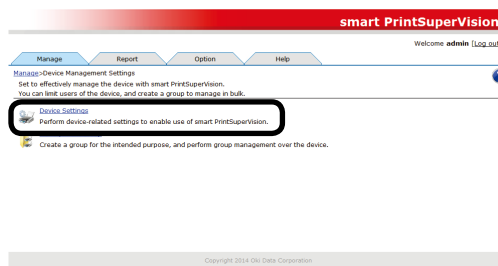 smart PrintSuperVision
Welcome admin [Log out
Manage
Report
Option
Help
Manage>Device Management Settings
Set to effectively manage the device with smart PrintSuperVision.
You can limit users of the device, and create a group to manage in bulk.
Device Settings
Perform device-related settings to enable use of smart PrintSuperVision.
Create a group for the intended purpose, and perform group management over the device.
Copyright 2014 Oki Data Corporation